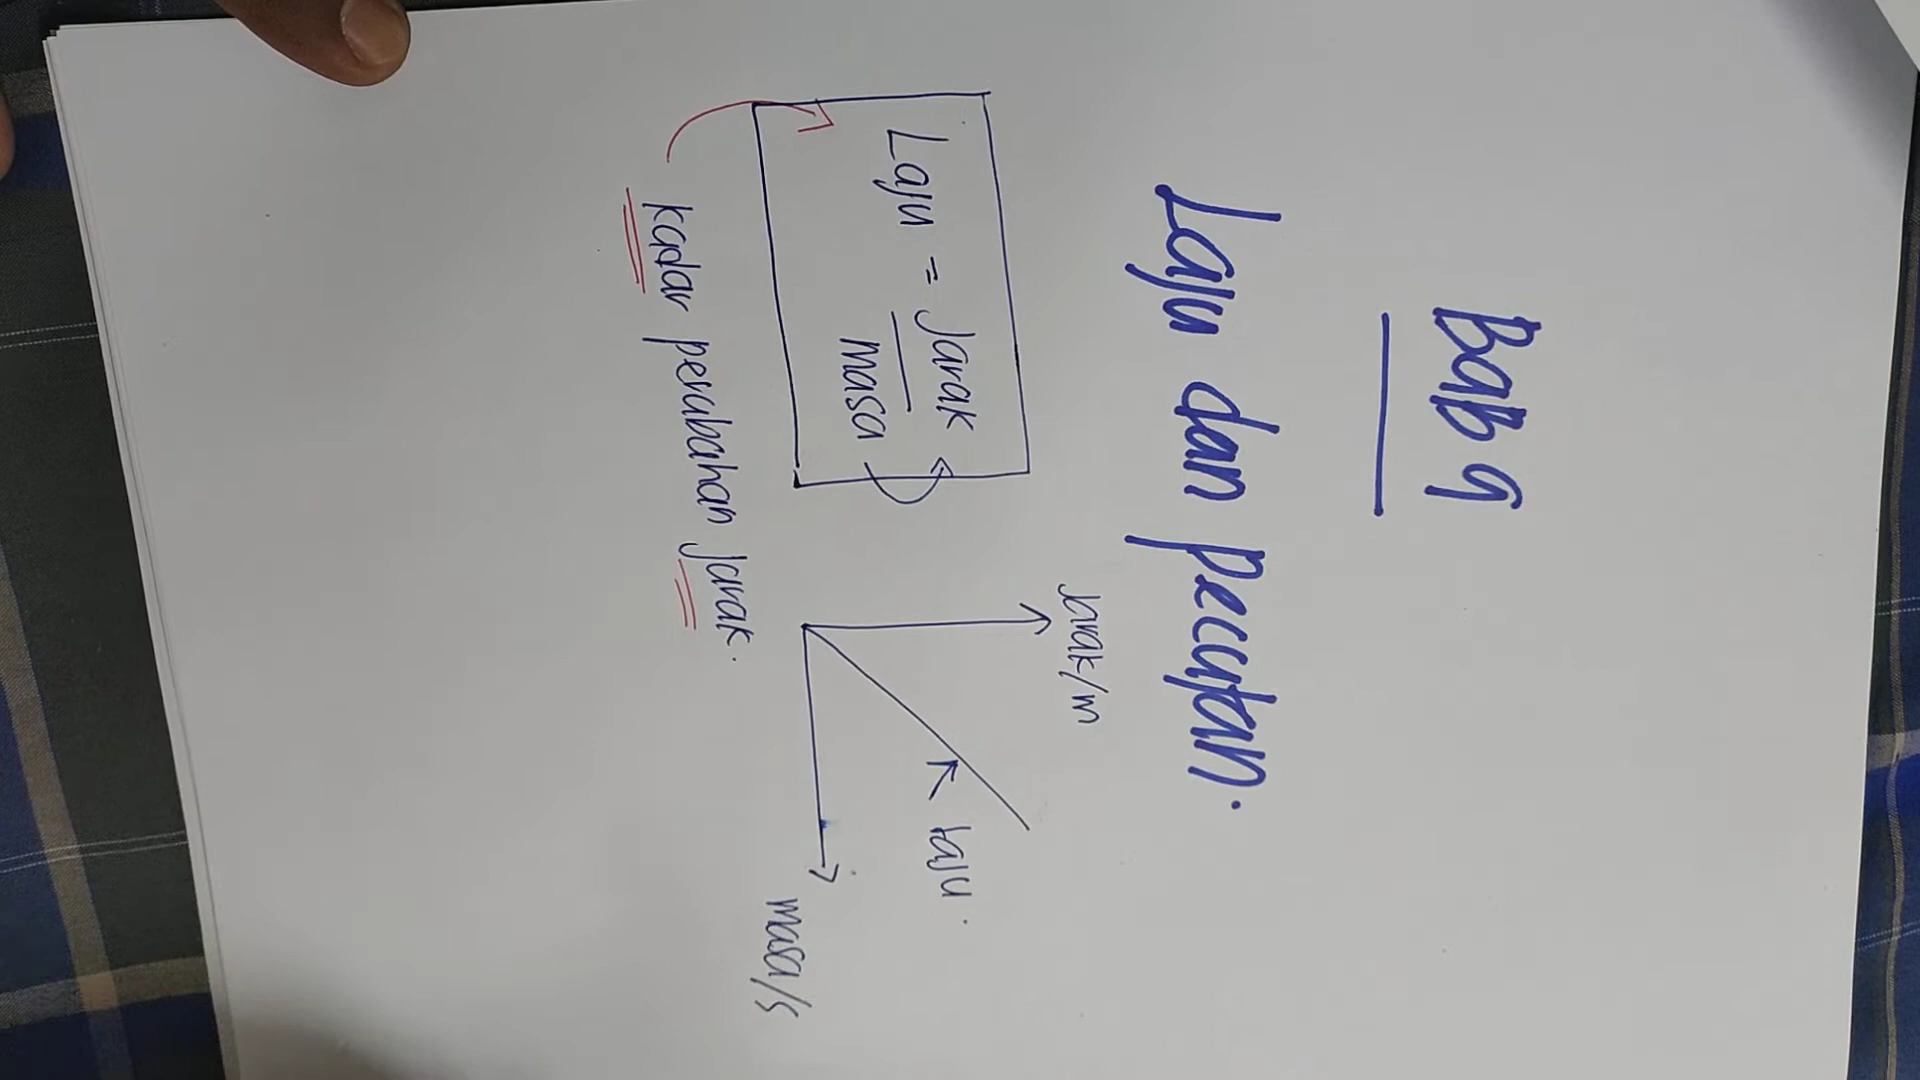 Bab 9
Laju dan Pecutan.
Laju = Jarak
masa
kadar perubahan Jarak.
Jarak/m
laju.
masa/s